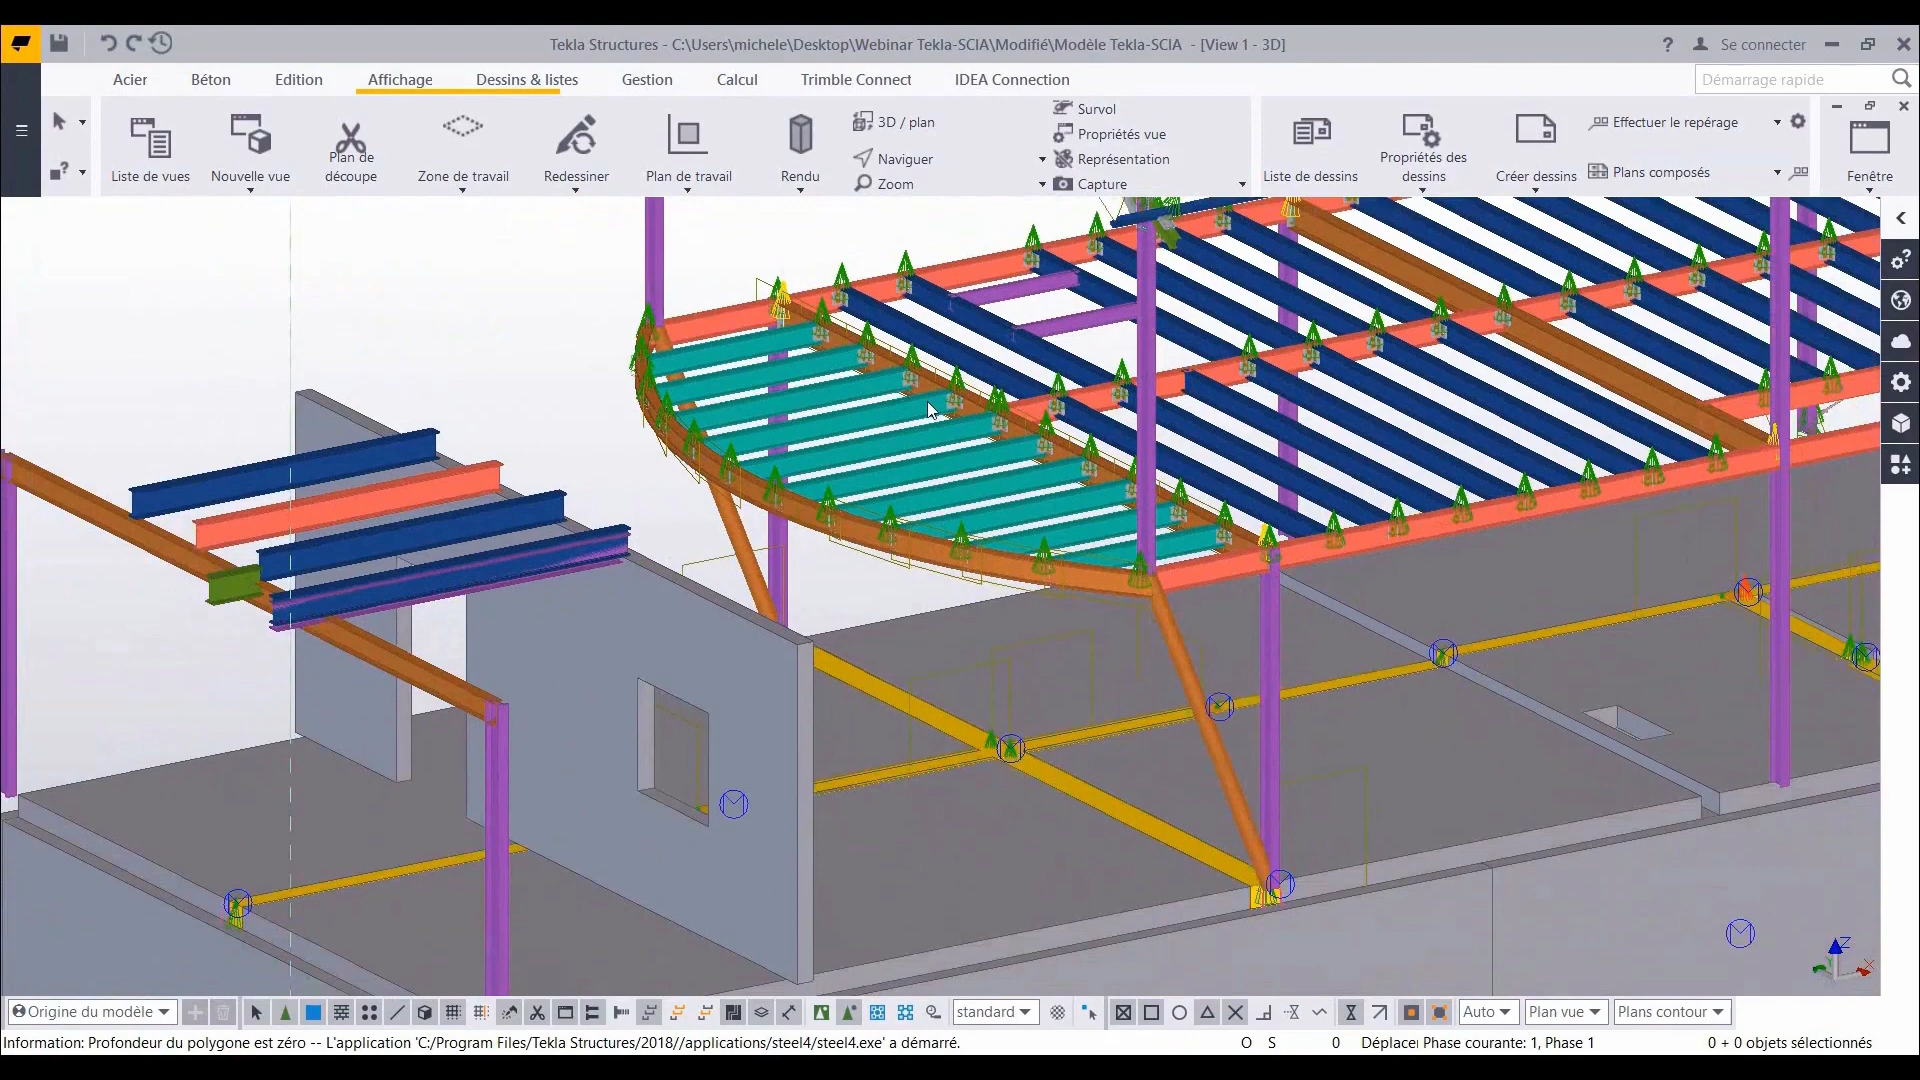 Tekla Structures - C:\Users\michele\Desktop\Webinar Tekla-SCIA\Modifié\Modèle Tekla-SCIA - [View 1 - 3D]
? Se connecter
Acier Béton Edition Affichage Dessins & listes Gestion Calcul Trimble Connect IDEA Connection
Démarrage rapide
Liste de vues
Nouvelle vue
Plan de découpe
Zone de travail
Redessiner
Plan de travail
Rendu
3D / plan
Naviguer
Zoom
Survol
Propriétés vue
Représentation
Capture
Liste de dessins
Propriétés des dessins
Créer dessins
Effectuer le repérage
Plans composés
Fenêtre
Z
X
Origine du modèle
standard
Auto
Plan vue
Plans contour
Information: Profondeur du polygone est zéro -- L'application 'C:/Program Files/Tekla Structures/2018//applications/steel4/steel4.exe' a démarré.
O S 0 Déplacer Phase courante: 1, Phase 1 0 + 0 objets sélectionnés